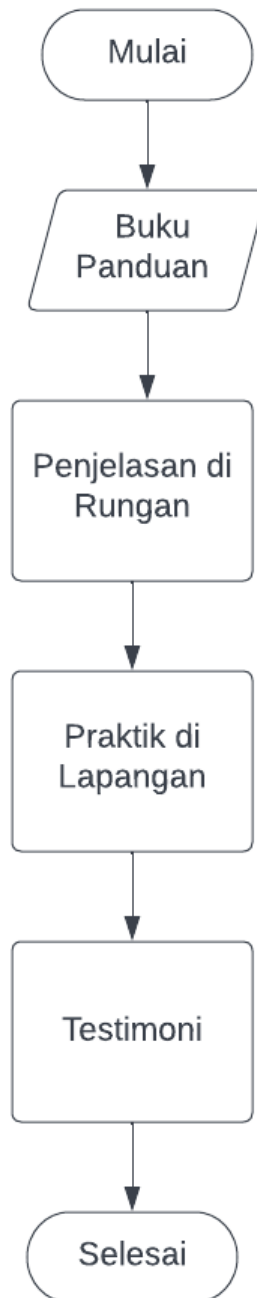 Mulai
Buku
Panduan
Penjelasan di
Rungan
Praktik di
Lapangan
Testimoni
Selesai